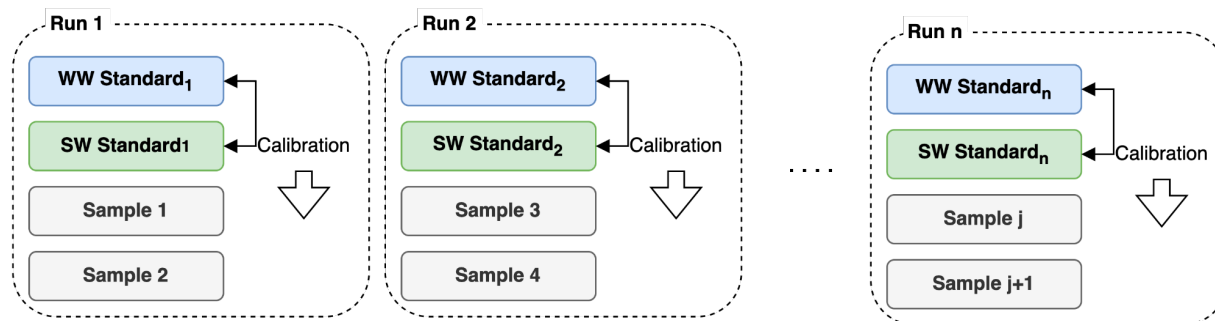 Run 1
WW Standard1
SW Standard1
Calibration
Sample 1
Sample 2
Run 2
WW Standard2
SW Standard2
Calibration
Sample 3
Sample 4
....
Run n
WW Standardn
SW Standardn
Calibration
Sample j
Sample j+1